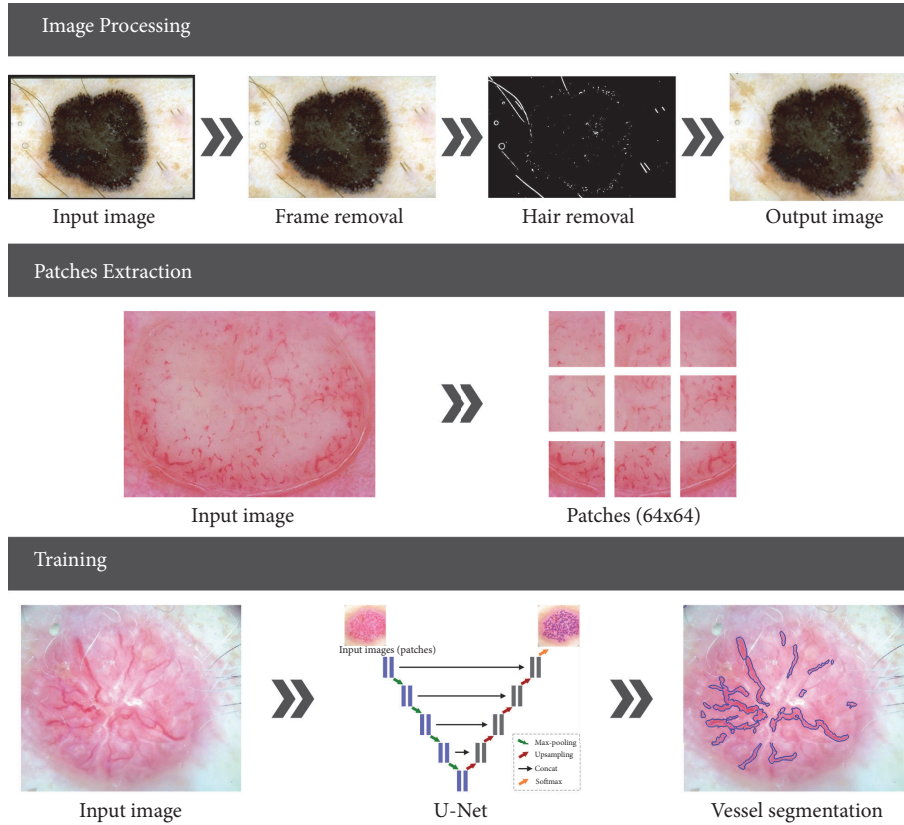 Image Processing
Input image
Frame removal
Hair removal
Output image
Patches Extraction
Input image
Patches (64x64)
Training
Input images (patches)
Max-pooling
Upsampling
Concat
Softmax
Input image
U-Net
Vessel segmentation